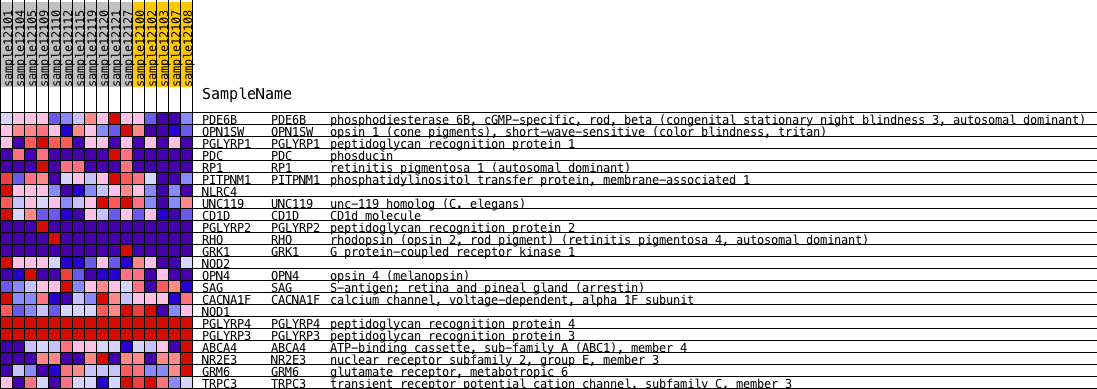 sample12101
sample12104
sample12105
sample12109
sample12110
sample12112
sample12115
sample12119
sample12120
sample12121
sample12127
sample12100
sample12102
sample12103
sample12107
sample12108
SampleName
PDE6B PDE6B phosphodiesterase 6B, cGMP-specific, rod, beta (congenital stationary night blindness 3, autosomal dominant)
OPN1SW OPN1SW opsin 1 (cone pigments), short-wave-sensitive (color blindness, tritan)
PGLYRP1 PGLYRP1 peptidoglycan recognition protein 1
PDC PDC phosducin
RP1 RP1 retinitis pigmentosa 1 (autosomal dominant)
PITPNM1 PITPNM1 phosphatidylinositol transfer protein, membrane-associated 1
NLRC4
UNC119 UNC119 unc-119 homolog (C. elegans)
CD1D CD1D CD1d molecule
PGLYRP2 PGLYRP2 peptidoglycan recognition protein 2
RHO RHO rhodopsin (opsin 2, rod pigment) (retinitis pigmentosa 4, autosomal dominant)
GRK1 GRK1 G protein-coupled receptor kinase 1
NOD2
OPN4 OPN4 opsin 4 (melanopsin)
SAG SAG S-antigen; retina and pineal gland (arrestin)
CACNA1F CACNA1F calcium channel, voltage-dependent, alpha 1F subunit
NOD1
PGLYRP4 PGLYRP4 peptidoglycan recognition protein 4
PGLYRP3 PGLYRP3 peptidoglycan recognition protein 3
ABCA4 ABCA4 ATP-binding cassette, sub-family A (ABC1), member 4
NR2E3 NR2E3 nuclear receptor subfamily 2, group E, member 3
GRM6 GRM6 glutamate receptor, metabotropic 6
TRPC3 TRPC3 transient receptor potential cation channel, subfamily C, member 3